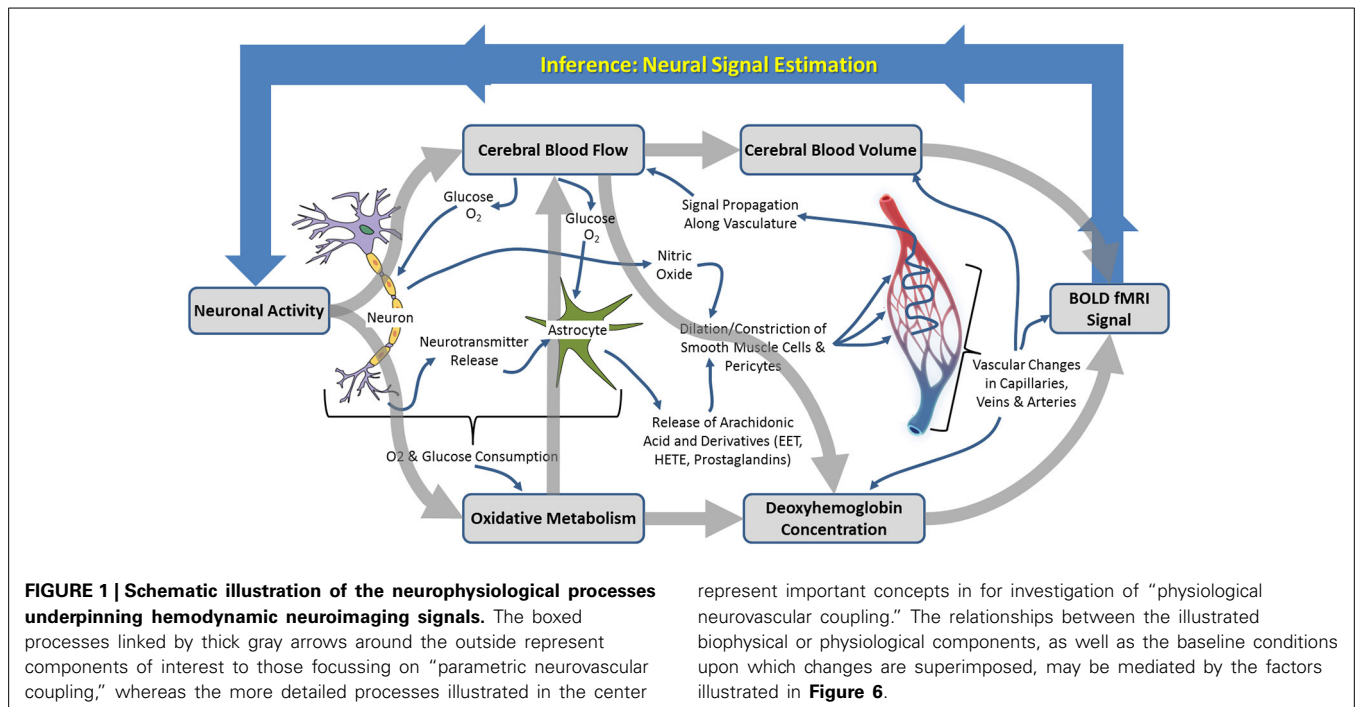 Inference: Neural Signal Estimation
Cerebral Blood Flow
Cerebral Blood Volume
Glucose
O2
Glucose
O2
Signal Propagation
Along Vasculature
Nitric
Oxide
Neuronal Activity
Neuron
Astrocyte
BOLD fMRI
Signal
Neurotransmitter
Release
Dilation/Constriction of
Smooth Muscle Cells &
Pericytes
Vascular Changes
in Capillaries,
Veins & Arteries
Release of Arachidonic
Acid and Derivatives (EET,
HETE, Prostaglandins)
O2 & Glucose Consumption
Oxidative Metabolism
Deoxyhemoglobin
Concentration
FIGURE 1 | Schematic illustration of the neurophysiological processes
underpinning hemodynamic neuroimaging signals. The boxed
processes linked by thick gray arrows around the outside represent
components of interest to those focussing on “parametric neurovascular
coupling,” whereas the more detailed processes illustrated in the center
represent important concepts in for investigation of “physiological
neurovascular coupling.” The relationships between the illustrated
biophysical or physiological components, as well as the baseline conditions
upon which changes are superimposed, may be mediated by the factors
illustrated in Figure 6.